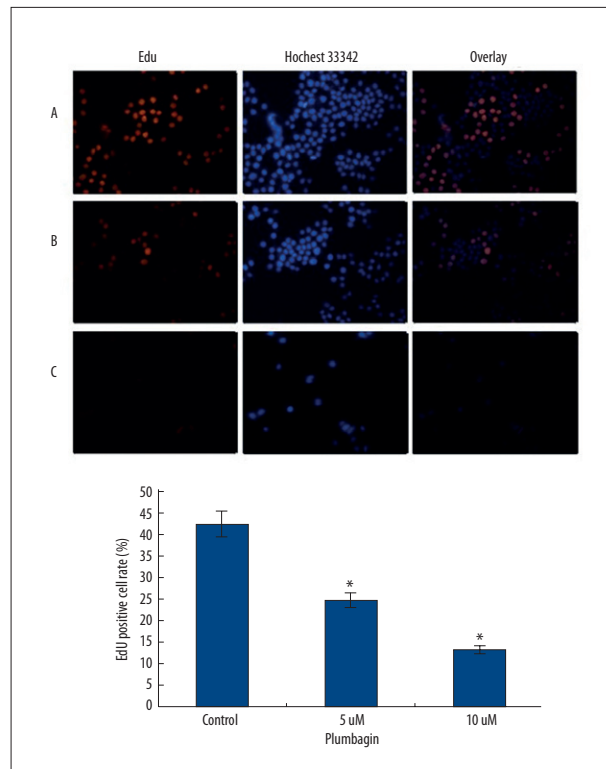 Edu Hochest 33342 Overlay
A
B
C
50
45
40
35
30
25
20
15
10
5
0
EdU positive cell rate (%)
*
*
Control 5 uM 10 uM
Plumbagin